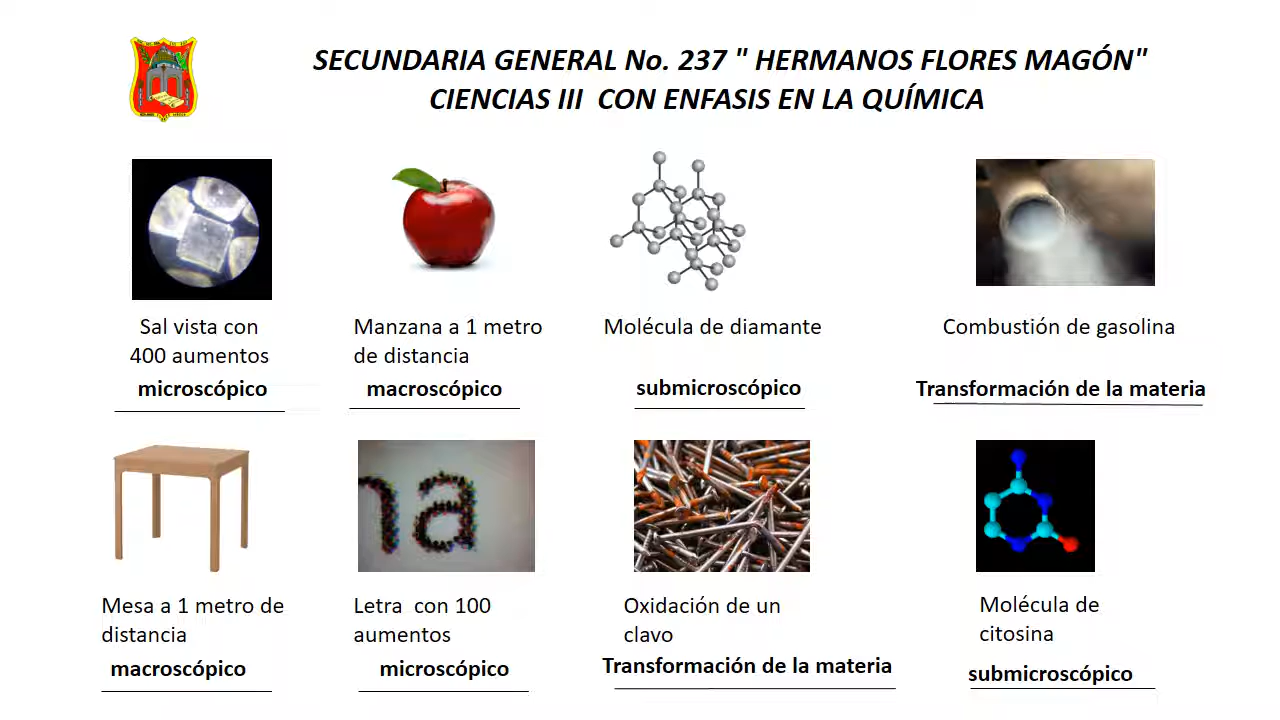 SECUNDARIA GENERAL No. 237 " HERMANOS FLORES MAGÓN"
CIENCIAS III  CON ENFASIS EN LA QUÍMICA
Sal vista con
400 aumentos
microscópico
Manzana a 1 metro
de distancia
macroscópico
Molécula de diamante
submicroscópico
Combustión de gasolina
Transformación de la materia
Mesa a 1 metro de
distancia
macroscópico
a
Letra  con 100
aumentos
microscópico
Oxidación de un
clavo
Transformación de la materia
Molécula de
citosina
submicroscópico